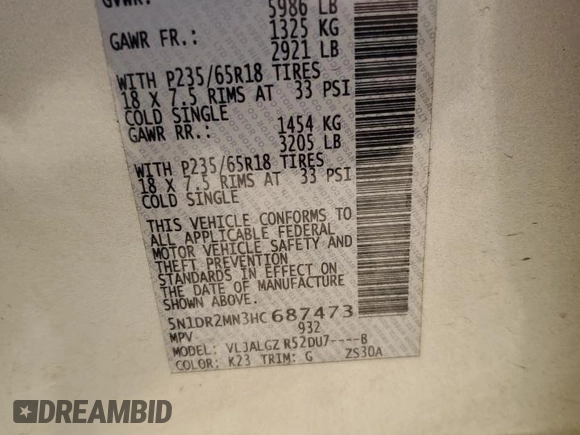 GVWR:
5986 LB
GAWR FR.: 1325 KG
2921 LB
WITH P235/65R18 TIRES
18 X 7.5 RIMS AT 33 PSI
COLD SINGLE
GAWR RR.: 1454 KG
3205 LB
WITH P235/65R18 TIRES
18 X 7.5 RIMS AT 33 PSI
COLD SINGLE
THIS VEHICLE CONFORMS TO
ALL APPLICABLE FEDERAL
MOTOR VEHICLE SAFETY AND
THEFT PREVENTION
STANDARDS IN EFFECT ON
THE DATE OF MANUFACTURE
SHOWN ABOVE.
5N1DR2MN3HC687473
MPV 932
MODEL: VLJALGZ R52DU7----B
COLOR: K23 TRIM: G ZS30A
DREAMBID